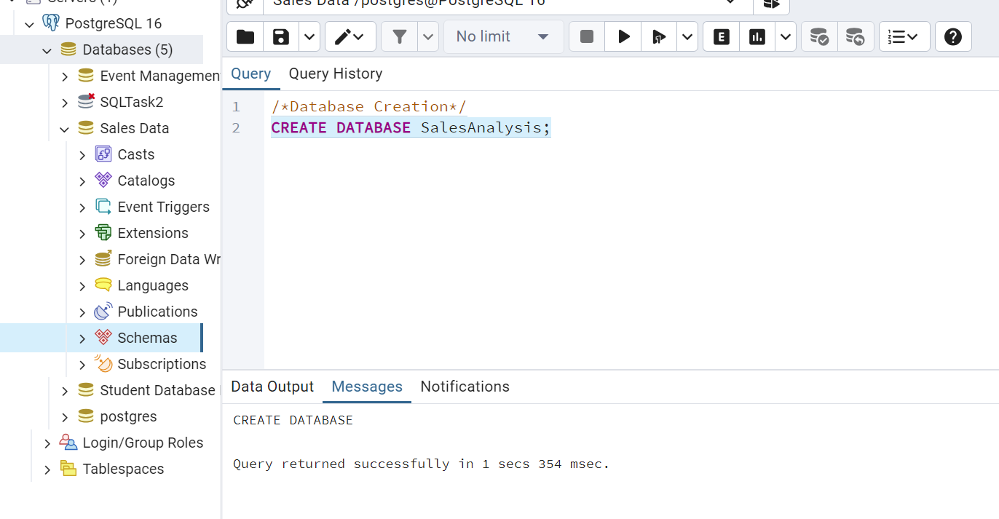 Servers (1)
PostgreSQL 16
Databases (5)
Event Managemen
SQLTask2
Sales Data
Casts
Catalogs
Event Triggers
Extensions
Foreign Data Wr
Languages
Publications
Schemas
Subscriptions
Student Database
postgres
Login/Group Roles
Tablespaces
Sales Data /postgres@PostgreSQL 16
No limit
E
Query Query History
1 /*Database Creation*/
2 CREATE DATABASE SalesAnalysis;
Data Output Messages Notifications
CREATE DATABASE
Query returned successfully in 1 secs 354 msec.